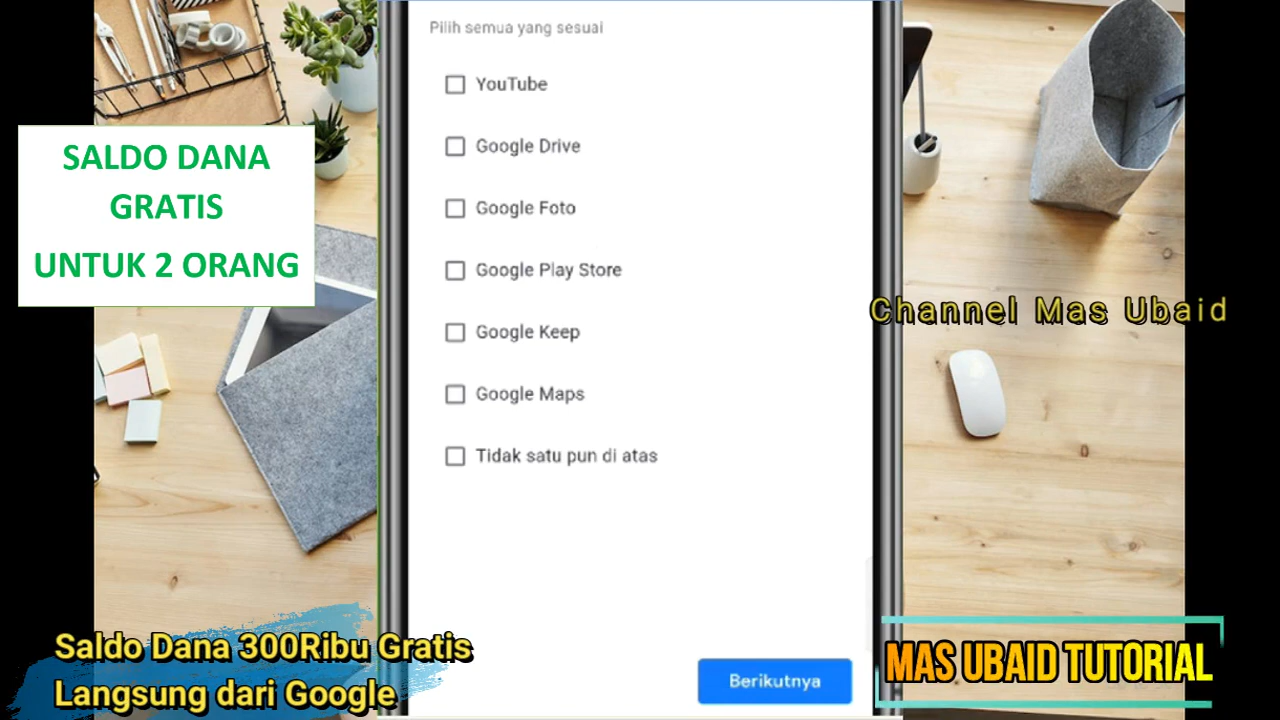 Pilih semua yang sesuai
YouTube
Google Drive
Google Foto
Google Play Store
Google Keep
Google Maps
Tidak satu pun di atas
Berikutnya
SALDO DANA
GRATIS
UNTUK 2 ORANG
Channel Mas Ubaid
Saldo Dana 300Ribu Gratis
Langsung dari Google
MAS UBAID TUTORIAL